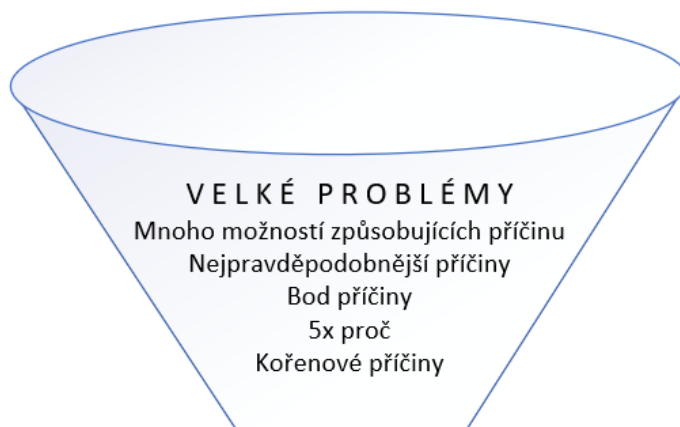 VELKÉ PROBLÉMY
Mnoho možností způsobujících příčinu
Nejpravděpodobnější příčiny
Bod příčiny
5x proč
Kořenové příčiny